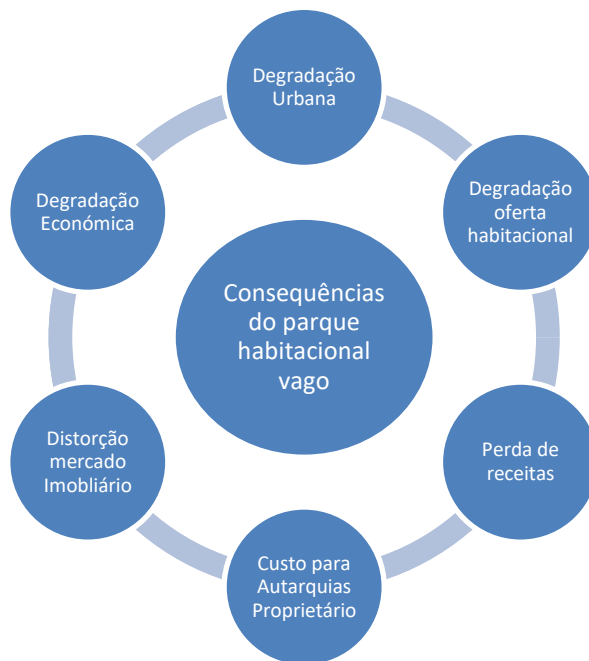 Degradação
Urbana
Degradação
oferta
habitacional
Perda de
receitas
Custo para
Autarquias
Proprietário
Distorção
mercado
Imobliário
Degradação
Económica
Consequências
do parque
habitacional
vago